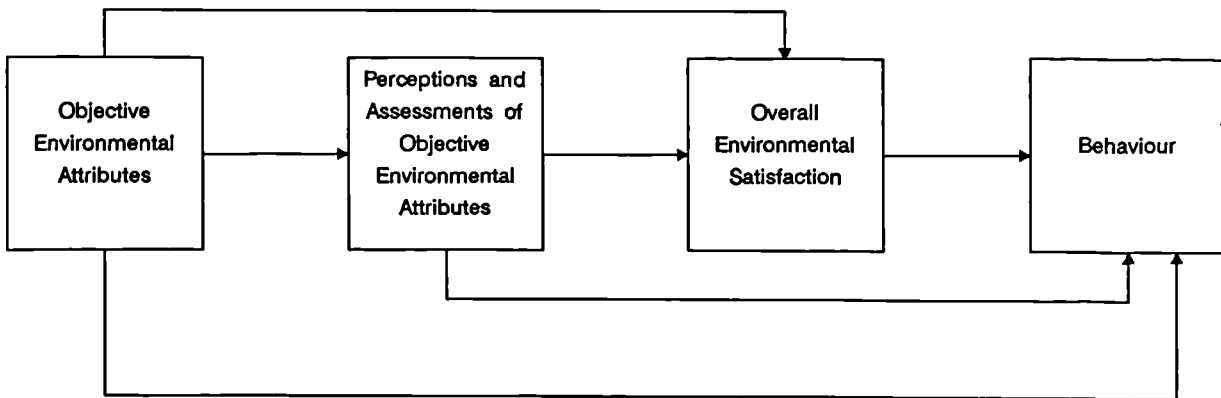 Objective
Environmental
Attributes
Perceptions and
Assessments of
Objective
Environmental
Attributes
Overall
Environmental
Satisfaction
Behaviour